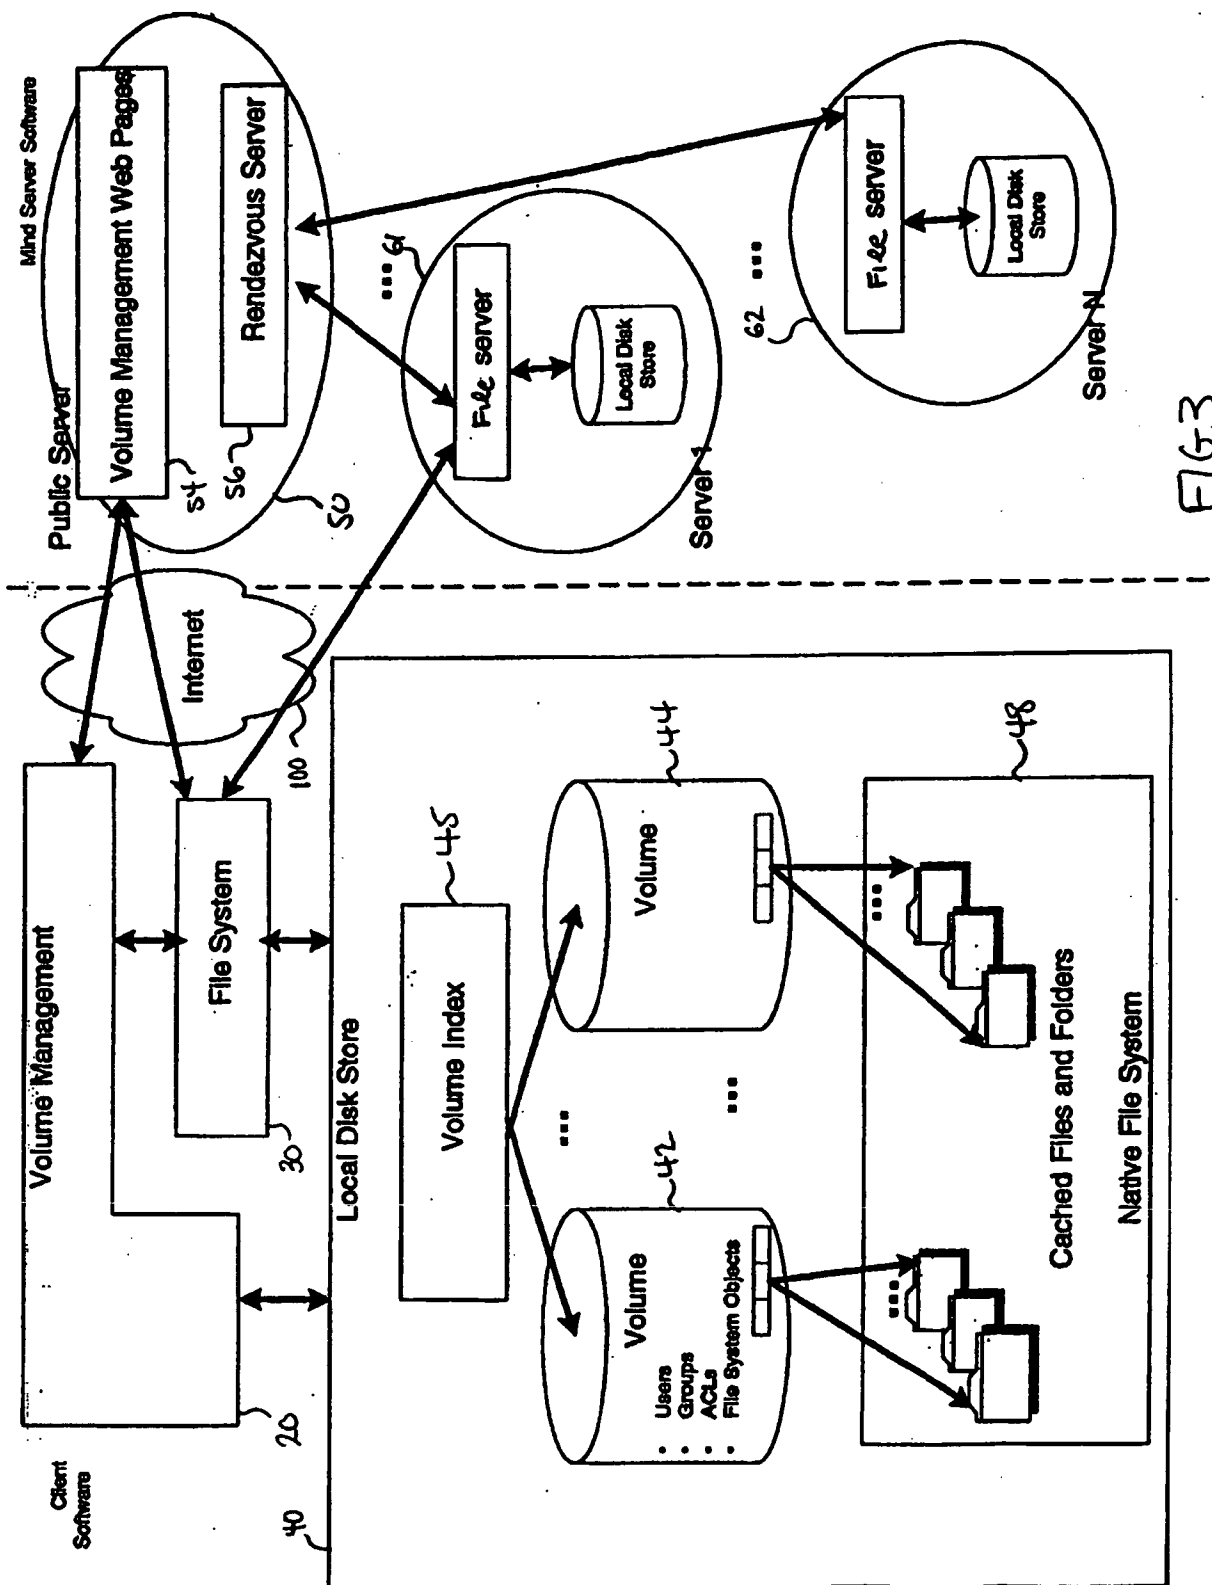 Client
Software
Mind Server Software
Volume Management
20
File System
30
Internet
100
Public Server
Volume Management Web Pages
54
Rendezvous Server
56
50
40
Local Disk Store
Volume Index
45
...
Volume
42
• Users
• Groups
• ACLs
• File System Objects
...
Volume
44
...
...
Cached Files and Folders
Native File System
48
...
61
File server
Local Disk
Store
Server 1
...
62
File server
Local Disk
Store
Server N
FIG 3